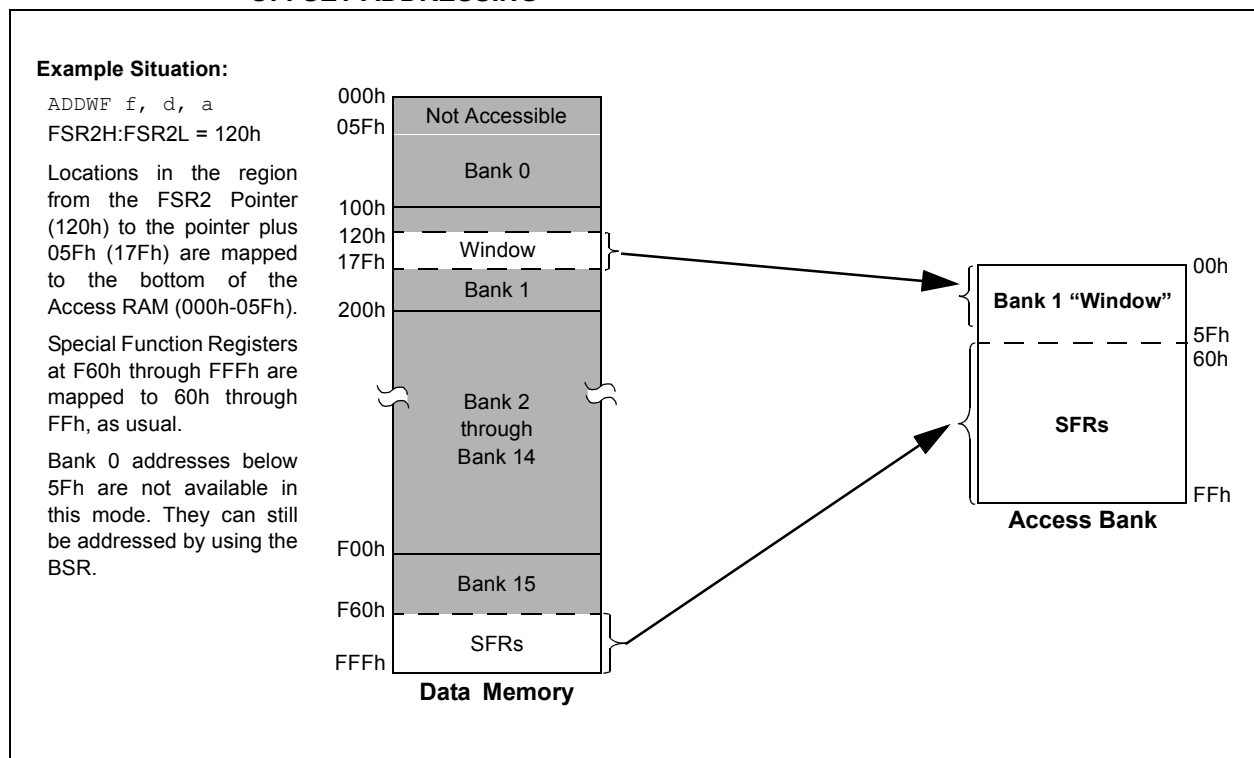 OFFSET ADDRESSING
Example Situation:
ADDWF f, d, a
FSR2H:FSR2L = 120h
Locations in the region
from the FSR2 Pointer
(120h) to the pointer plus
05Fh (17Fh) are mapped
to the bottom of the
Access RAM (000h-05Fh).
Special Function Registers
at F60h through FFFh are
mapped to 60h through
FFh, as usual.
Bank 0 addresses below
5Fh are not available in
this mode. They can still
be addressed by using the
BSR.
000h
Not Accessible
05Fh
Bank 0
100h
120h
Window
17Fh
Bank 1
200h
Bank 2
through
Bank 14
F00h
Bank 15
F60h
SFRs
FFFh
Data Memory
00h
Bank 1 “Window”
5Fh
60h
SFRs
FFh
Access Bank